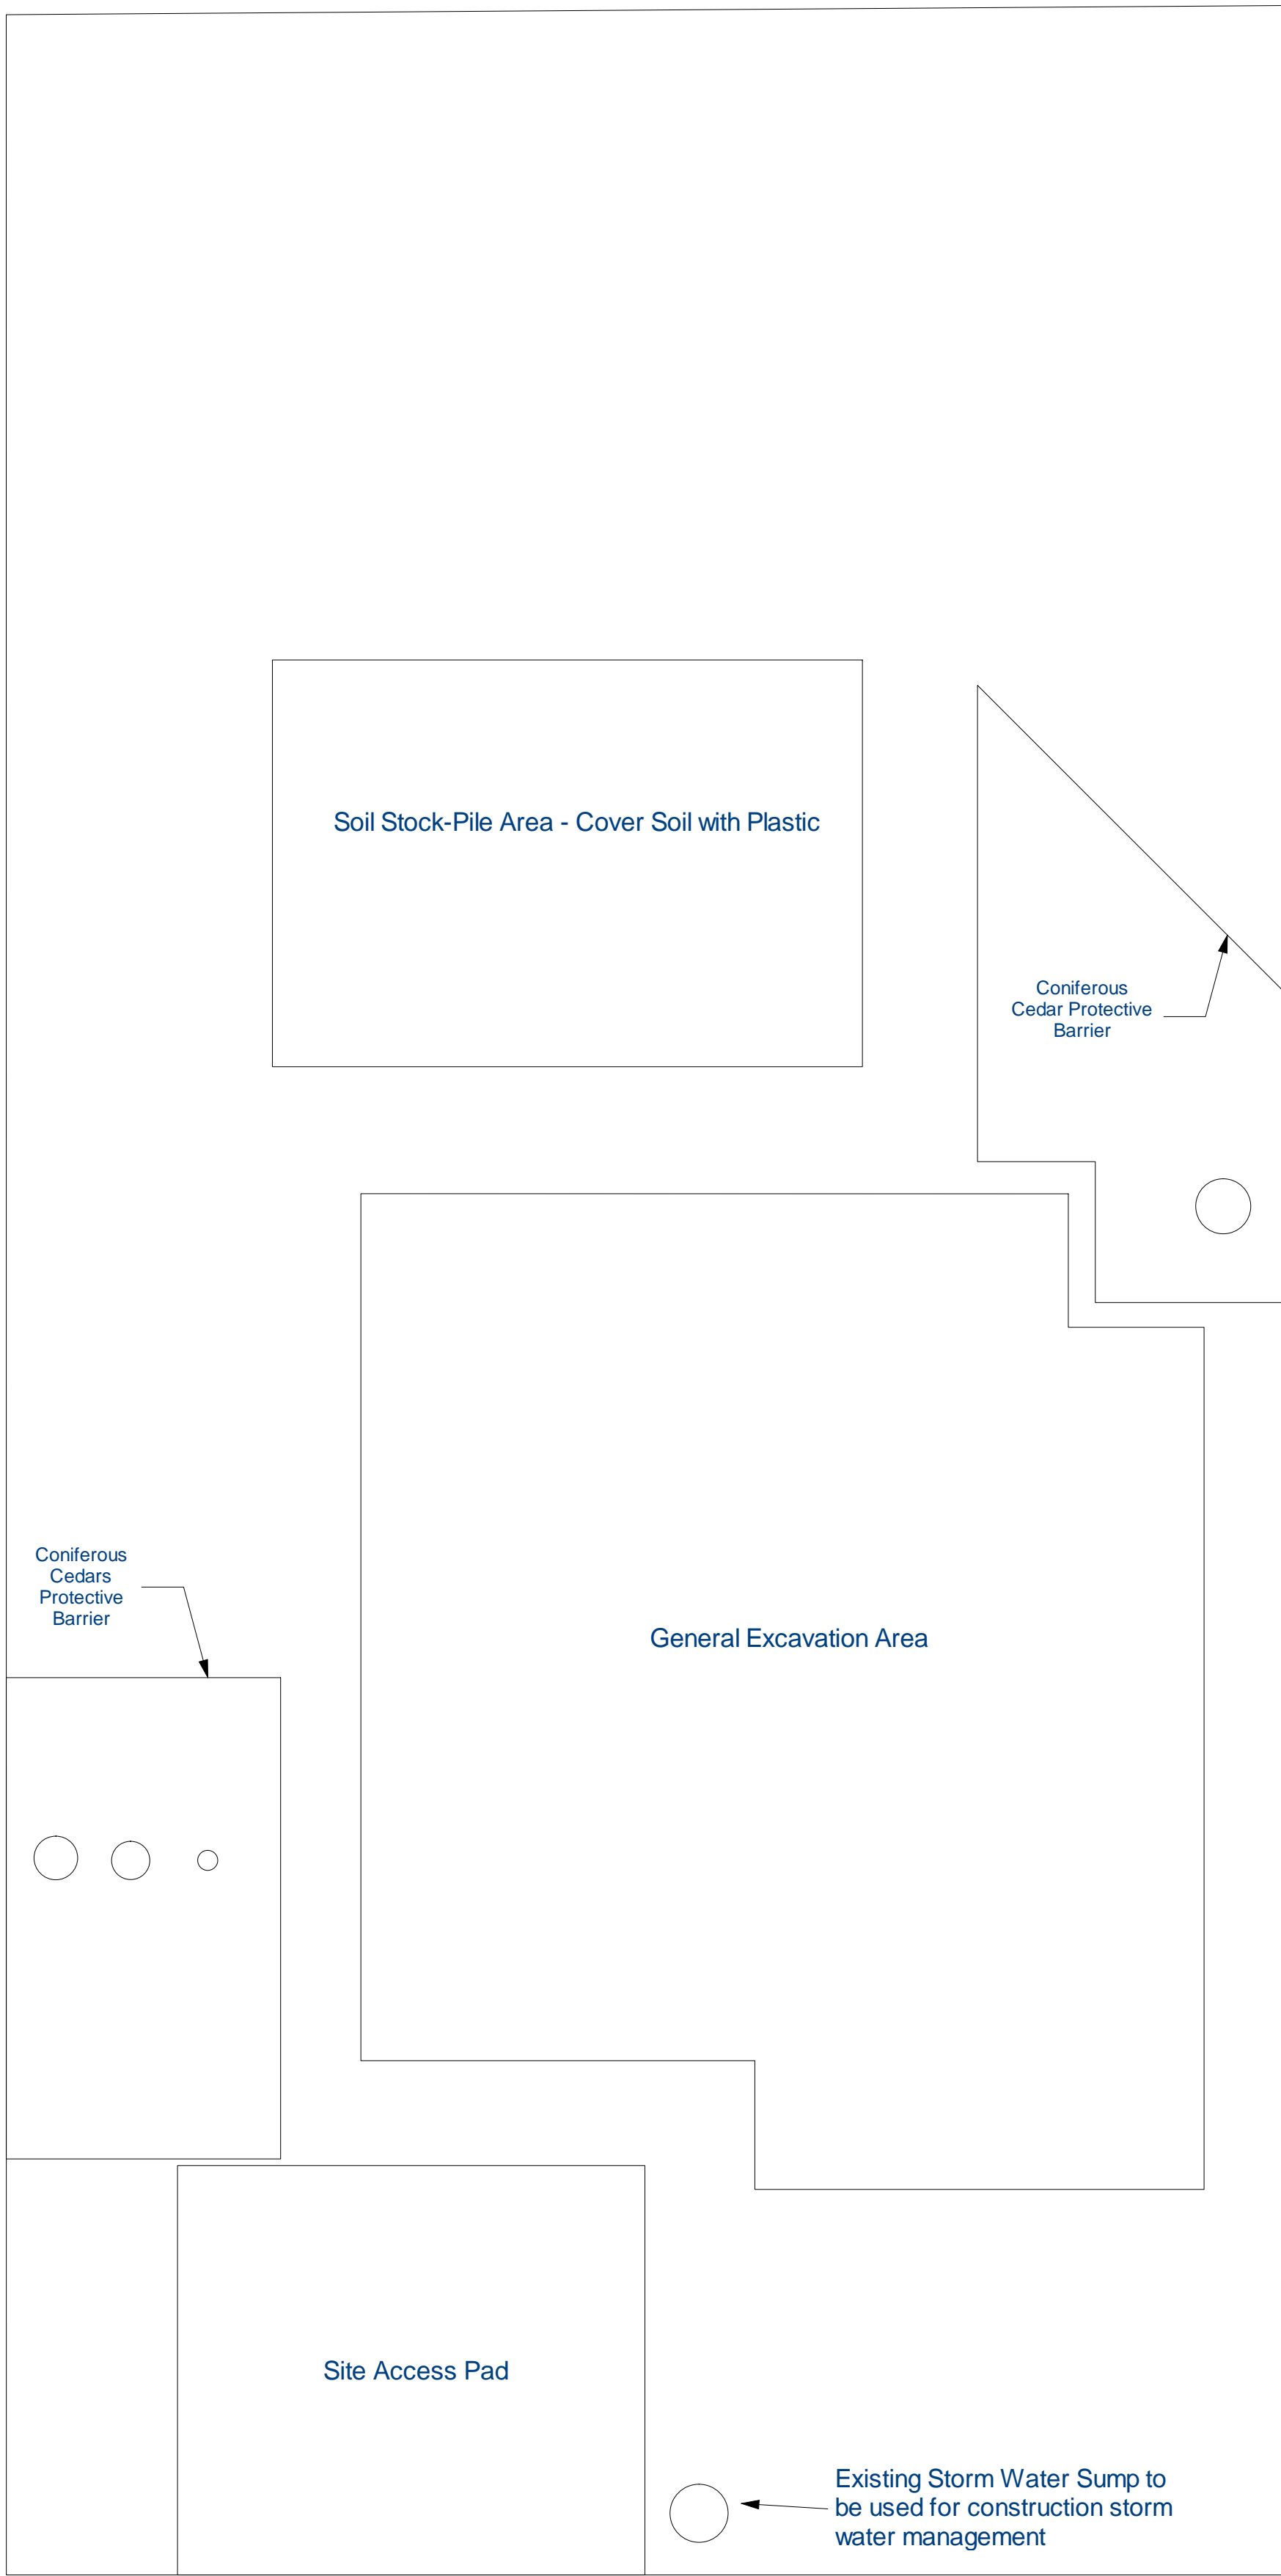 Soil Stock-Pile Area - Cover Soil with Plastic
Coniferous
Cedar Protective
Barrier
Coniferous
Cedars
Protective
Barrier
General Excavation Area
Site Access Pad
Existing Storm Water Sump to
be used for construction storm
water management